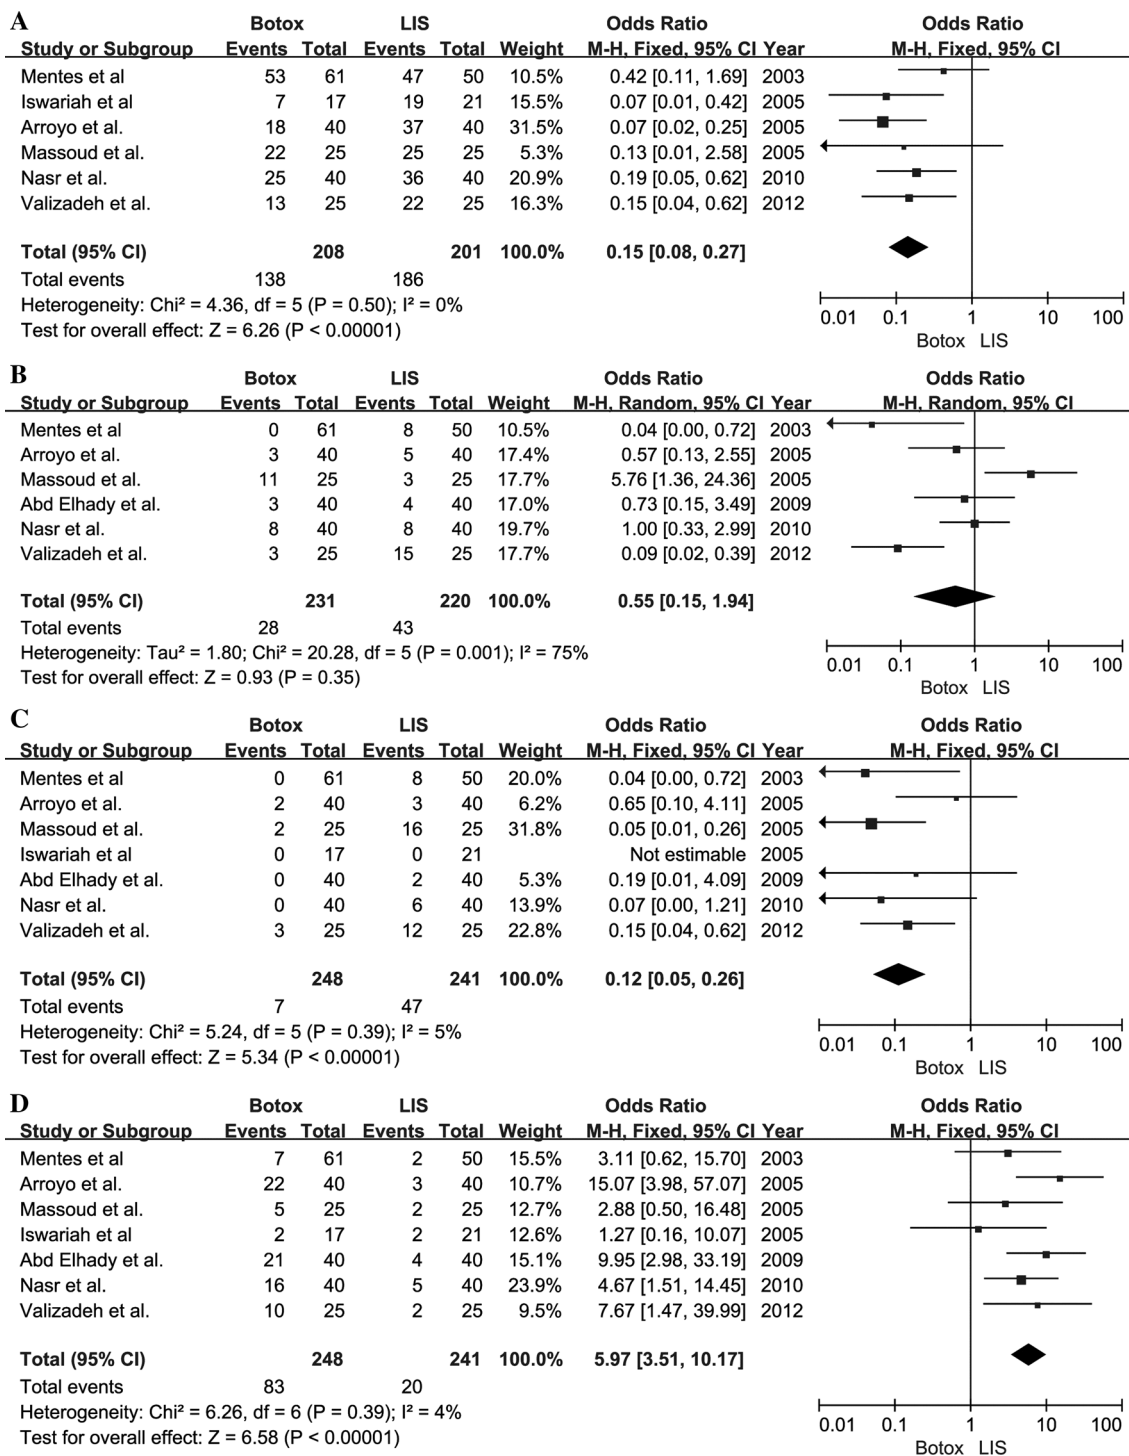 A Botox LIS Odds Ratio Odds Ratio
Study or Subgroup Events Total Events Total Weight M-H, Fixed, 95% CI Year M-H, Fixed, 95% CI
Mentes et al 53 61 47 50 10.5% 0.42 [0.11, 1.69] 2003
Iswariah et al 7 17 19 21 15.5% 0.07 [0.01, 0.42] 2005
Arroyo et al. 18 40 37 40 31.5% 0.07 [0.02, 0.25] 2005
Massoud et al. 22 25 25 25 5.3% 0.13 [0.01, 2.58] 2005
Nasr et al. 25 40 36 40 20.9% 0.19 [0.05, 0.62] 2010
Valizadeh et al. 13 25 22 25 16.3% 0.15 [0.04, 0.62] 2012
Total (95% CI) 208 201 100.0% 0.15 [0.08, 0.27]
Total events 138 186
Heterogeneity: Chi² = 4.36, df = 5 (P = 0.50); I² = 0%
Test for overall effect: Z = 6.26 (P < 0.00001)
0.01 0.1 1 10 100
Botox LIS
B Botox LIS Odds Ratio Odds Ratio
Study or Subgroup Events Total Events Total Weight M-H, Random, 95% CI Year M-H, Random, 95% CI
Mentes et al 0 61 8 50 10.5% 0.04 [0.00, 0.72] 2003
Arroyo et al. 3 40 5 40 17.4% 0.57 [0.13, 2.55] 2005
Massoud et al. 11 25 3 25 17.7% 5.76 [1.36, 24.36] 2005
Abd Elhady et al. 3 40 4 40 17.0% 0.73 [0.15, 3.49] 2009
Nasr et al. 8 40 8 40 19.7% 1.00 [0.33, 2.99] 2010
Valizadeh et al. 3 25 15 25 17.7% 0.09 [0.02, 0.39] 2012
Total (95% CI) 231 220 100.0% 0.55 [0.15, 1.94]
Total events 28 43
Heterogeneity: Tau² = 1.80; Chi² = 20.28, df = 5 (P = 0.001); I² = 75%
Test for overall effect: Z = 0.93 (P = 0.35)
0.01 0.1 1 10 100
Botox LIS
C Botox LIS Odds Ratio Odds Ratio
Study or Subgroup Events Total Events Total Weight M-H, Fixed, 95% CI Year M-H, Fixed, 95% CI
Mentes et al 0 61 8 50 20.0% 0.04 [0.00, 0.72] 2003
Arroyo et al. 2 40 3 40 6.2% 0.65 [0.10, 4.11] 2005
Massoud et al. 2 25 16 25 31.8% 0.05 [0.01, 0.26] 2005
Iswariah et al 0 17 0 21 Not estimable 2005
Abd Elhady et al. 0 40 2 40 5.3% 0.19 [0.01, 4.09] 2009
Nasr et al. 0 40 6 40 13.9% 0.07 [0.00, 1.21] 2010
Valizadeh et al. 3 25 12 25 22.8% 0.15 [0.04, 0.62] 2012
Total (95% CI) 248 241 100.0% 0.12 [0.05, 0.26]
Total events 7 47
Heterogeneity: Chi² = 5.24, df = 5 (P = 0.39); I² = 5%
Test for overall effect: Z = 5.34 (P < 0.00001)
0.01 0.1 1 10 100
Botox LIS
D Botox LIS Odds Ratio Odds Ratio
Study or Subgroup Events Total Events Total Weight M-H, Fixed, 95% CI Year M-H, Fixed, 95% CI
Mentes et al 7 61 2 50 15.5% 3.11 [0.62, 15.70] 2003
Arroyo et al. 22 40 3 40 10.7% 15.07 [3.98, 57.07] 2005
Massoud et al. 5 25 2 25 12.7% 2.88 [0.50, 16.48] 2005
Iswariah et al 2 17 2 21 12.6% 1.27 [0.16, 10.07] 2005
Abd Elhady et al. 21 40 4 40 15.1% 9.95 [2.98, 33.19] 2009
Nasr et al. 16 40 5 40 23.9% 4.67 [1.51, 14.45] 2010
Valizadeh et al. 10 25 2 25 9.5% 7.67 [1.47, 39.99] 2012
Total (95% CI) 248 241 100.0% 5.97 [3.51, 10.17]
Total events 83 20
Heterogeneity: Chi² = 6.26, df = 6 (P = 0.39); I² = 4%
Test for overall effect: Z = 6.58 (P < 0.00001)
0.01 0.1 1 10 100
Botox LIS